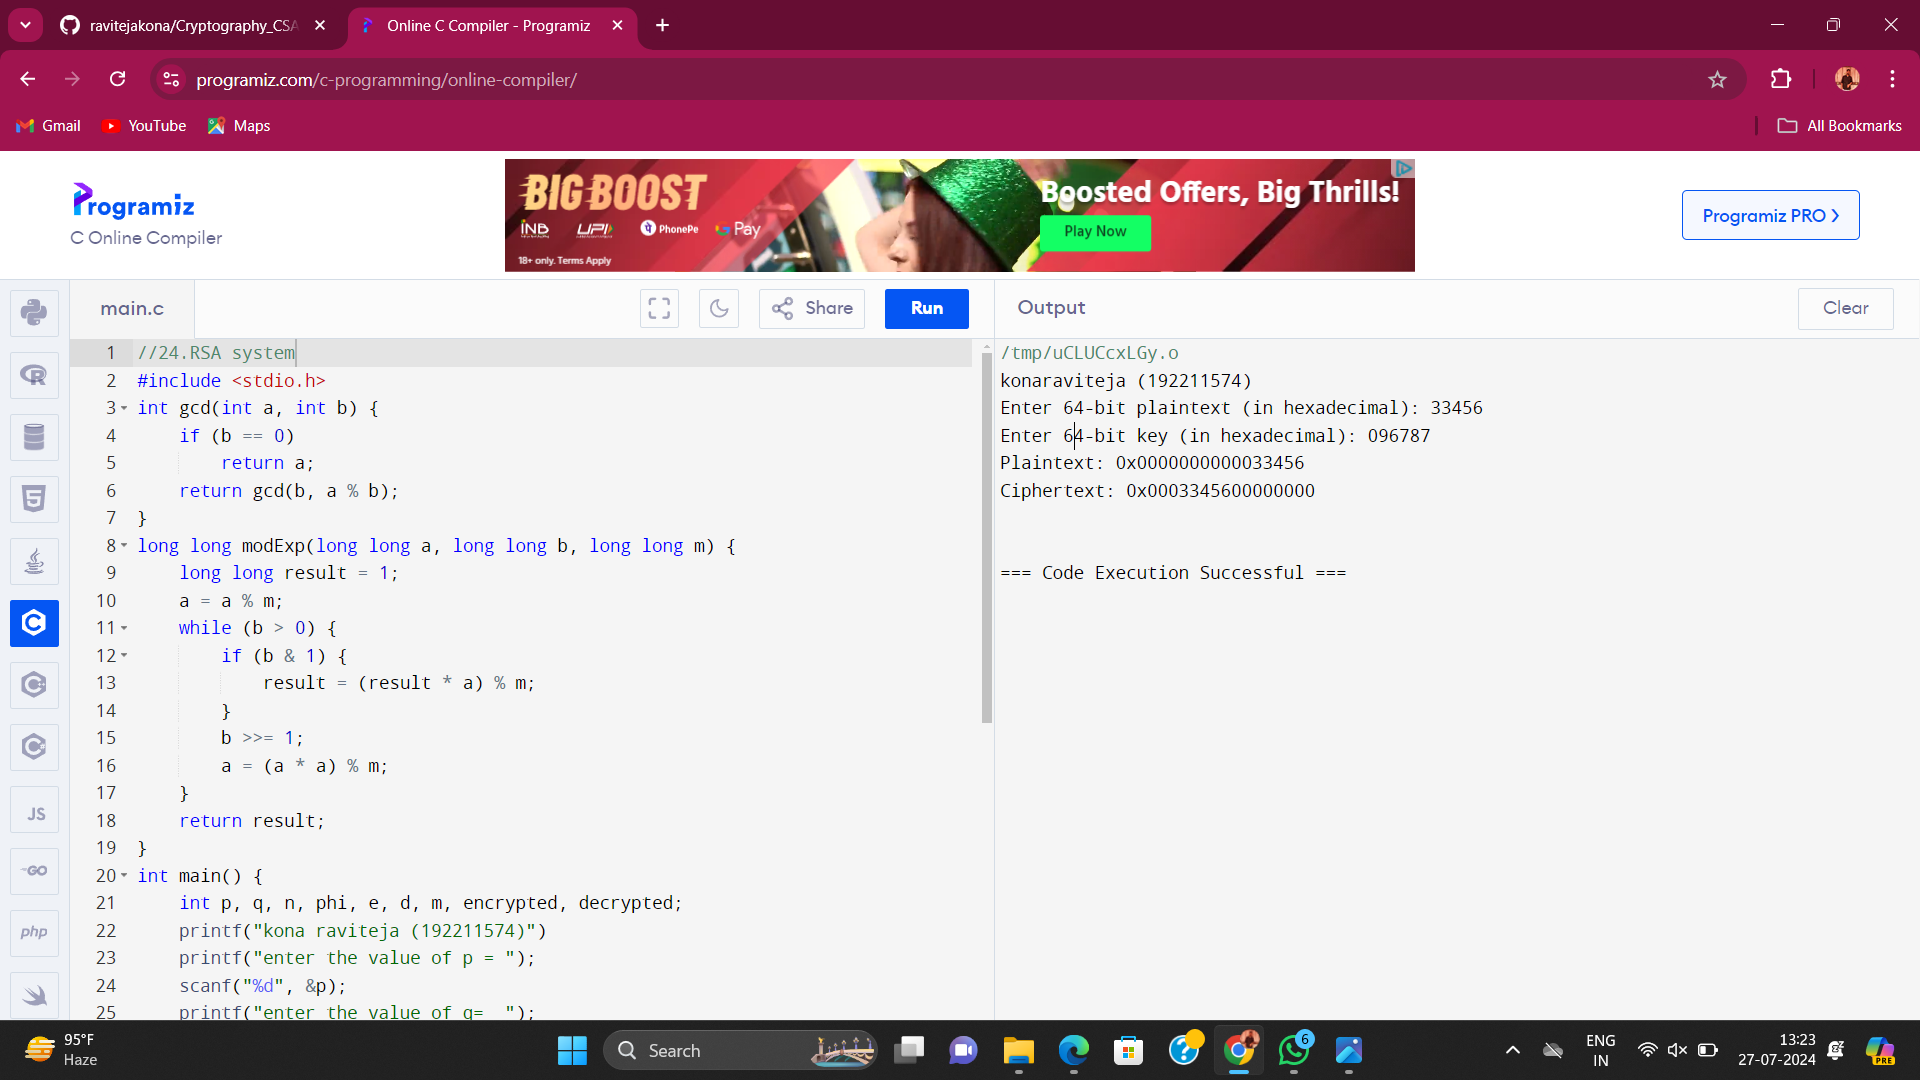 ravitejakona/Cryptography_CSA
Online C Compiler - Programiz
programiz.com/c-programming/online-compiler/
Gmail
YouTube
Maps
All Bookmarks
Programiz
C Online Compiler
BIG BOOST
INB UPI PhonePe G Pay
18+ only. Terms Apply
Boosted Offers, Big Thrills!
Play Now
Programiz PRO
main.c
Share
Run
Output
Clear
1 //24.RSA system
2 #include <stdio.h>
3 int gcd(int a, int b) {
4     if (b == 0)
5         return a;
6     return gcd(b, a % b);
7 }
8 long long modExp(long long a, long long b, long long m) {
9     long long result = 1;
10     a = a % m;
11     while (b > 0) {
12         if (b & 1) {
13             result = (result * a) % m;
14         }
15         b >>= 1;
16         a = (a * a) % m;
17     }
18     return result;
19 }
20 int main() {
21     int p, q, n, phi, e, d, m, encrypted, decrypted;
22     printf("kona raviteja (192211574)")
23     printf("enter the value of p = ");
24     scanf("%d", &p);
25     printf("enter the value of q=  ");
/tmp/uCLUCcxLGy.o
konaraviteja (192211574)
Enter 64-bit plaintext (in hexadecimal): 33456
Enter 64-bit key (in hexadecimal): 096787
Plaintext: 0x0000000000033456
Ciphertext: 0x0003345600000000
=== Code Execution Successful ===
JS
GO
php
95°F
Haze
Search
6
ENG
IN
13:23
27-07-2024
PRE